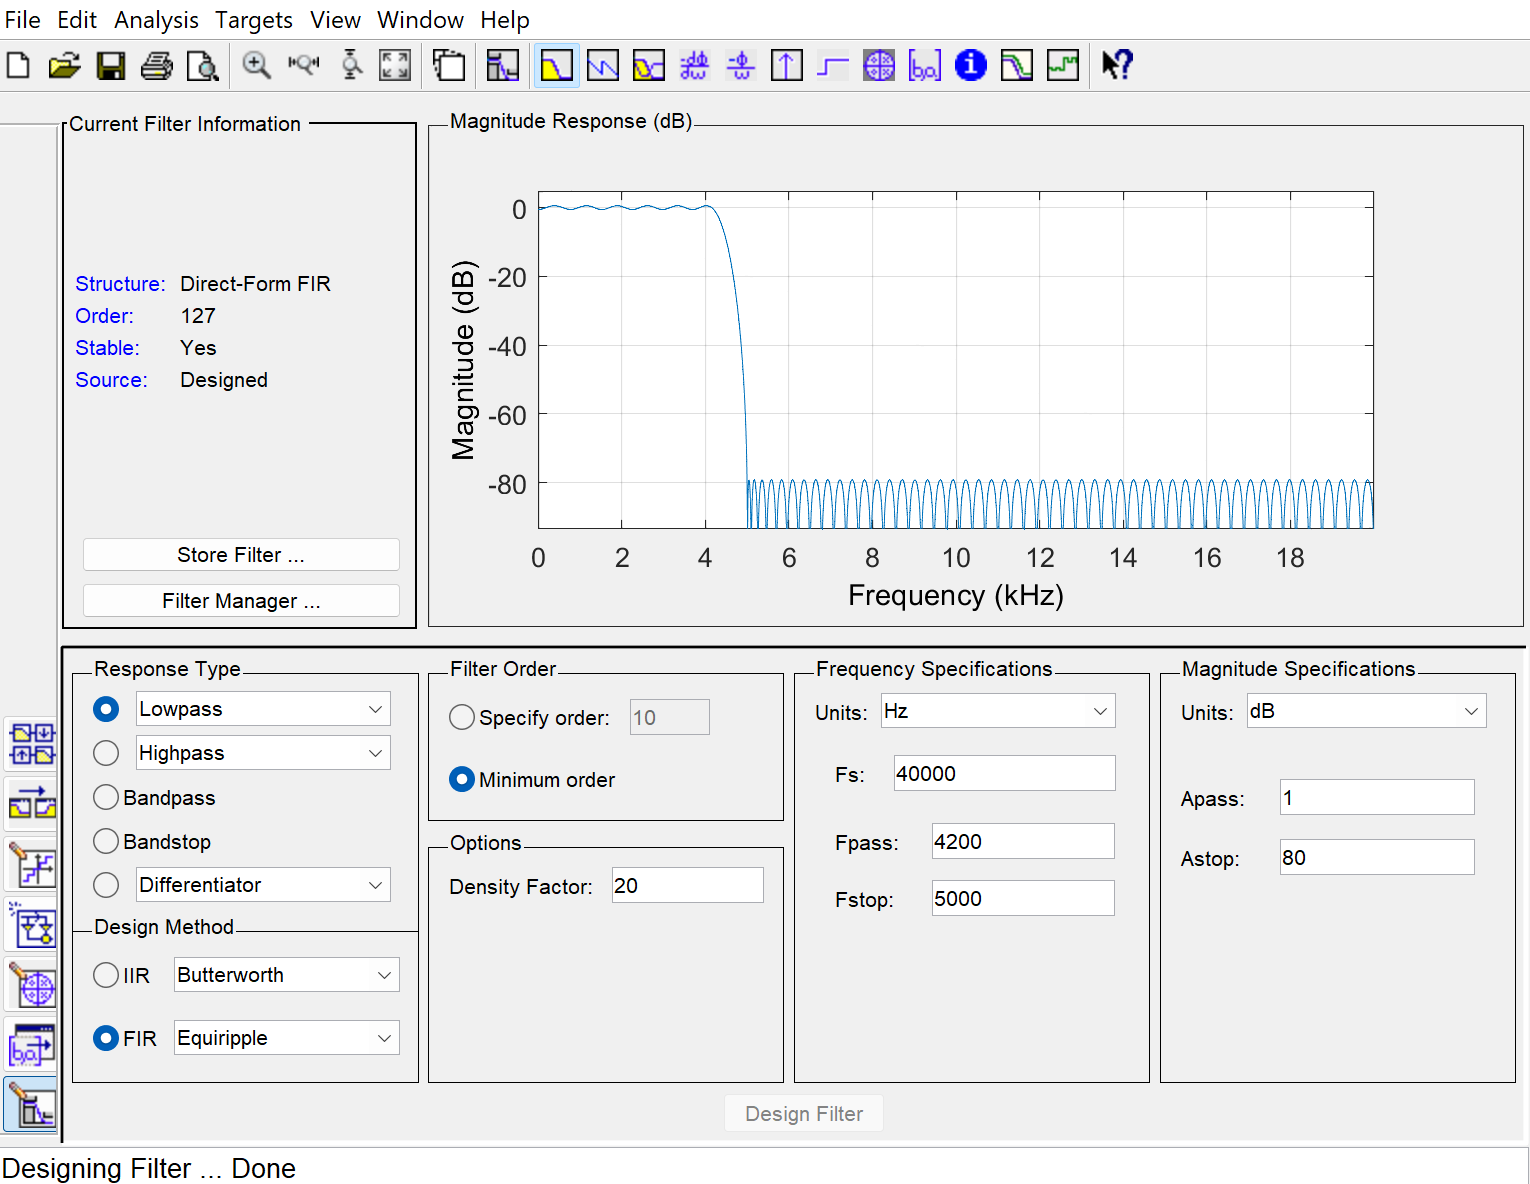 File Edit Analysis Targets View Window Help
Current Filter Information
Structure: Direct-Form FIR
Order: 127
Stable: Yes
Source: Designed
Store Filter ...
Filter Manager ...
Magnitude Response (dB)
Magnitude (dB)
0
-20
-40
-60
-80
0 2 4 6 8 10 12 14 16 18
Frequency (kHz)
Response Type
Lowpass
Highpass
Bandpass
Bandstop
Differentiator
Design Method
IIR Butterworth
FIR Equiripple
Filter Order
Specify order: 10
Minimum order
Options
Density Factor: 20
Frequency Specifications
Units: Hz
Fs: 40000
Fpass: 4200
Fstop: 5000
Magnitude Specifications
Units: dB
Apass: 1
Astop: 80
Design Filter
Designing Filter ... Done